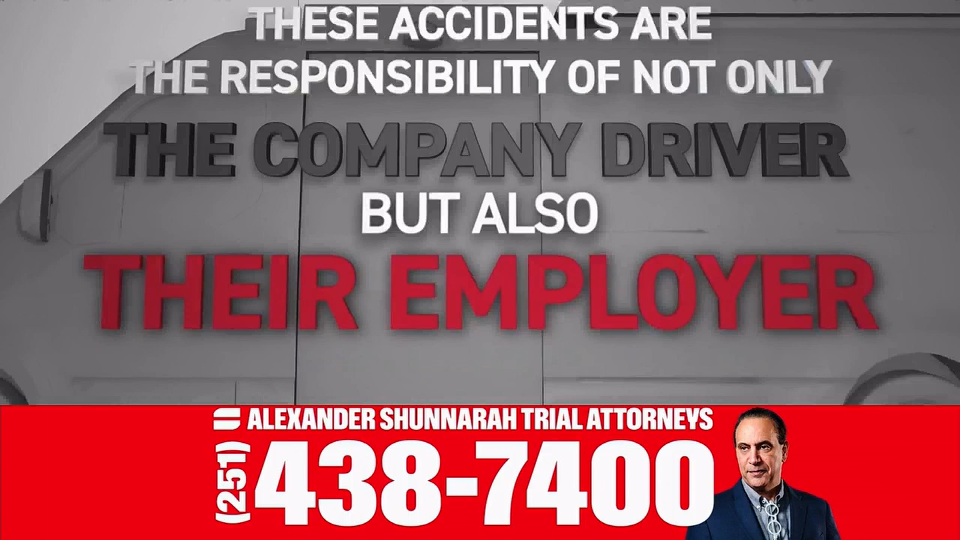 THESE ACCIDENTS ARE
THE RESPONSIBILITY OF NOT ONLY
THE COMPANY DRIVER
BUT ALSO
THEIR EMPLOYER
ALEXANDER SHUNNARAH TRIAL ATTORNEYS
(251) 438-7400